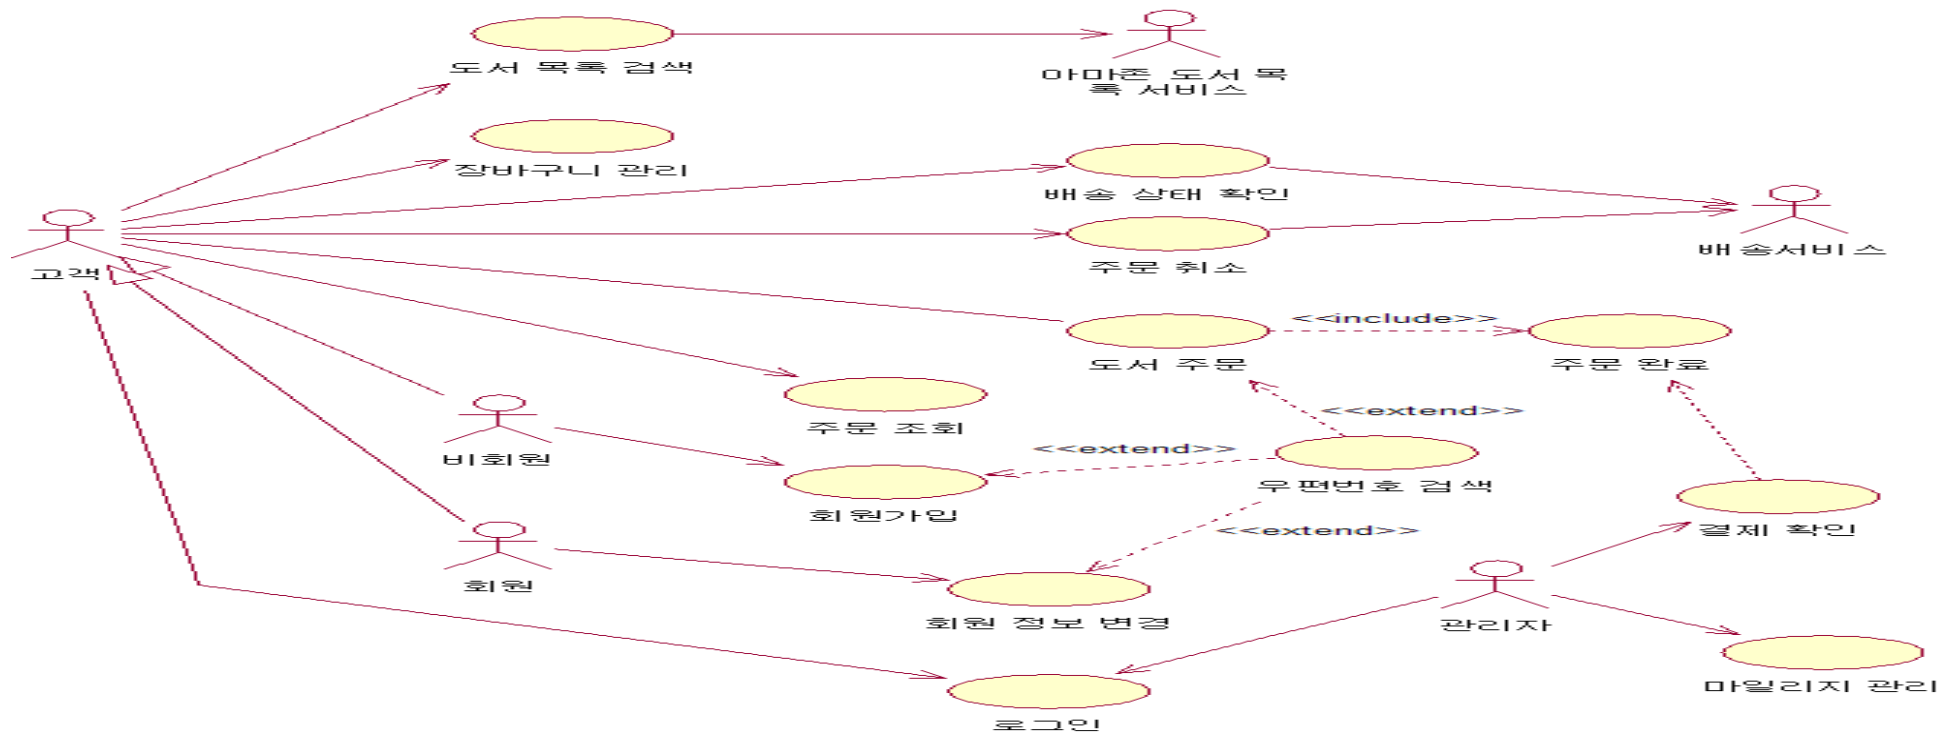 도서 목록 검색
아마존 도서 목
록 서비스
장바구니 관리
배송 상태 확인
배송서비스
고객
주문 취소
<<include>>
도서 주문
주문 완료
<<extend>>
주문 조회
<<extend>>
비회원
우편번호 검색
회원가입
<<extend>>
결제 확인
회원
회원 정보 변경
관리자
마일리지 관리
로그인